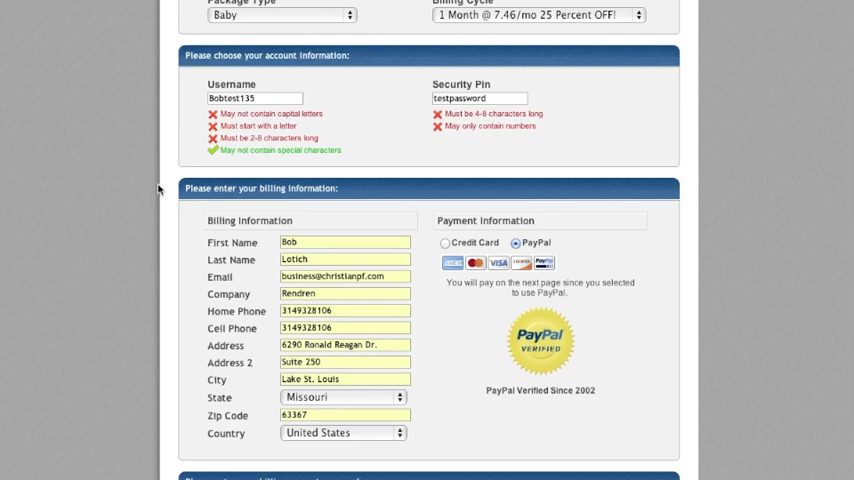 Package Type
Billing Cycle
Baby
1 Month @ 7.46/mo 25 Percent OFF!
Please choose your account information:
Username
Security Pin
Bobtest135
testpassword
May not contain capital letters
Must be 4-8 characters long
Must start with a letter
May only contain numbers
Must be 2-8 characters long
May not contain special characters
Please enter your billing information:
Billing Information
Payment Information
First Name Bob
Credit Card PayPal
Last Name Lotich
Email business@christianpf.com
Company Rendren
You will pay on the next page since you selected
to use PayPal.
Home Phone 3149328106
Cell Phone 3149328106
Address 6290 Ronald Reagan Dr.
Address 2 Suite 250
City Lake St. Louis
State Missouri
Zip Code 63367
Country United States
VISA
PayPal
VERIFIED
PayPal Verified Since 2002